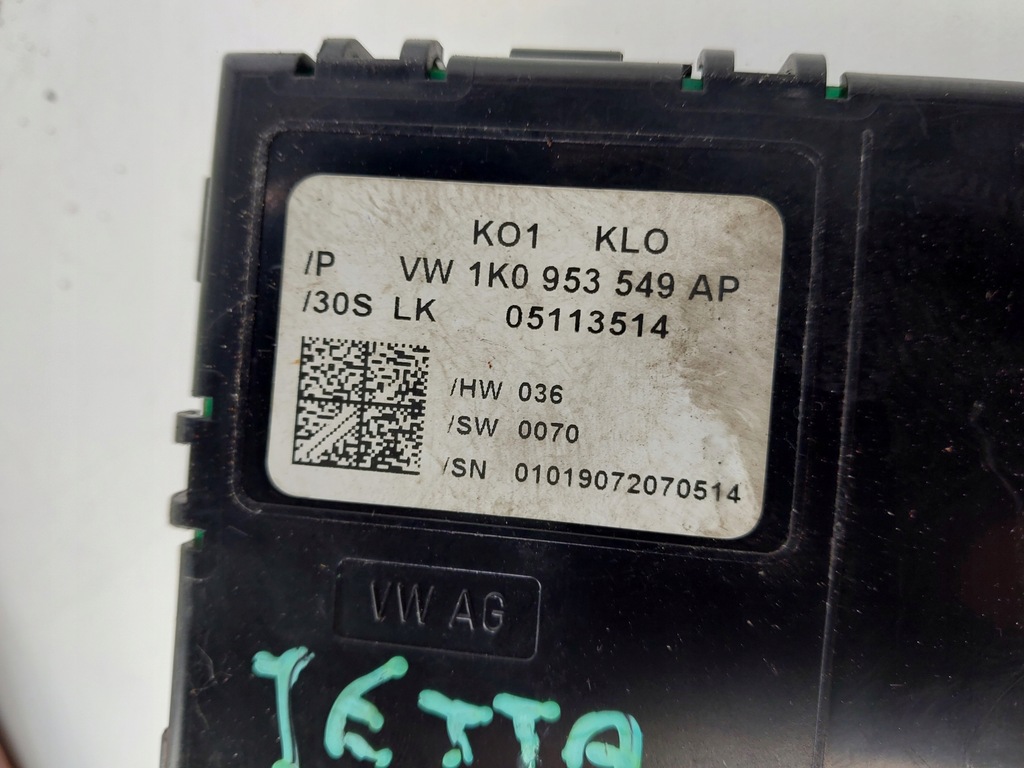 KO1 KLO
/P VW 1K0 953 549 AP
/30S LK 05113514
/HW 036
/SW 0070
/SN 01019072070514
VW AG
JETTA